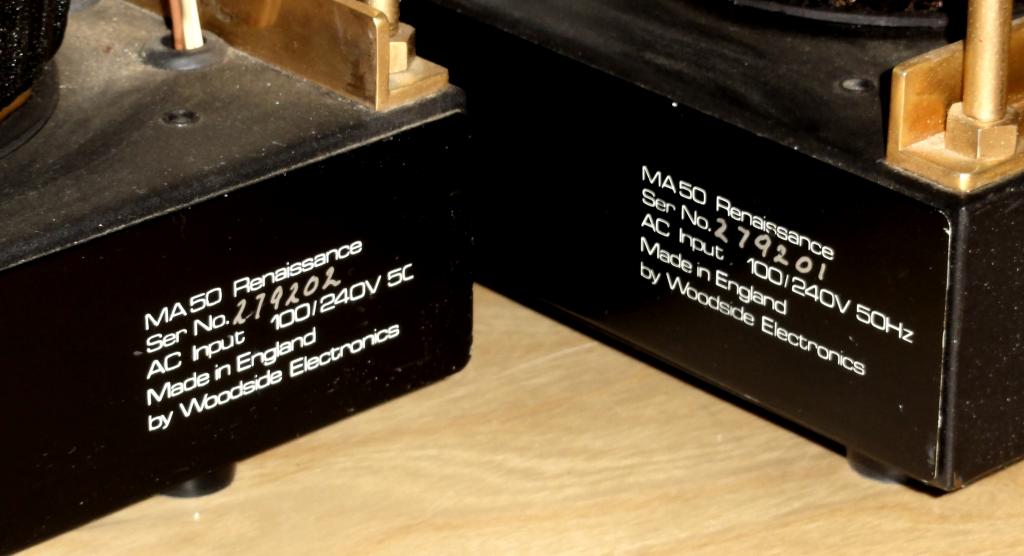 MA50 Renaissance
Ser No. 279202
AC Input 100/240V 50
Made in England
by Woodside Electronics
MA50 Renaissance
Ser No. 279201
AC Input 100/240V 50Hz
Made in England
by Woodside Electronics